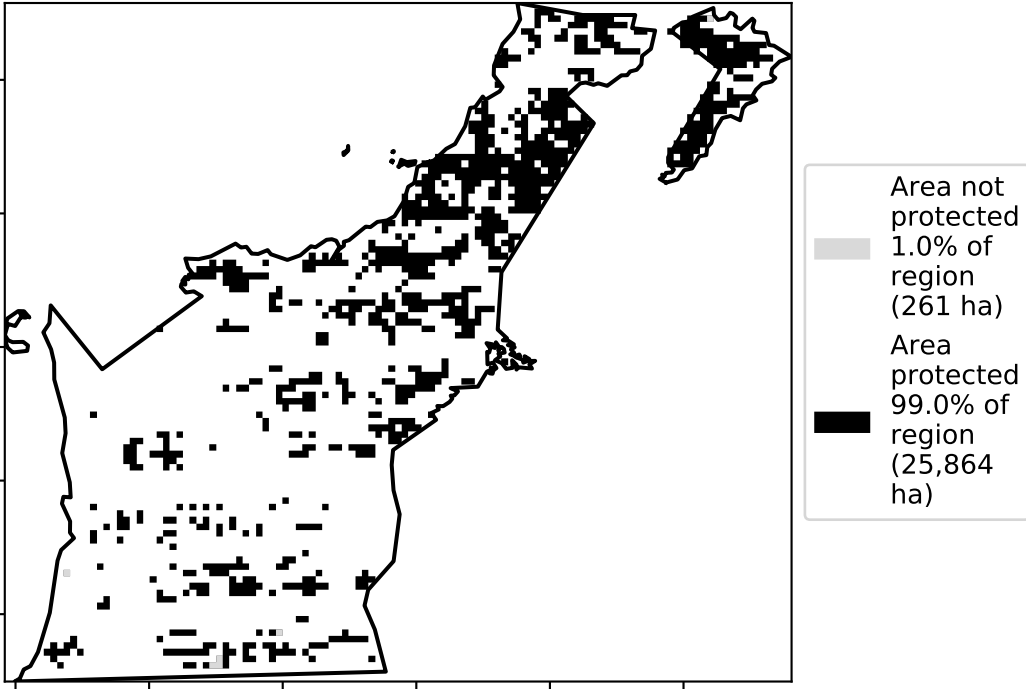 Area not
protected
1.0% of
region
(261 ha)
Area
protected
99.0% of
region
(25,864
ha)